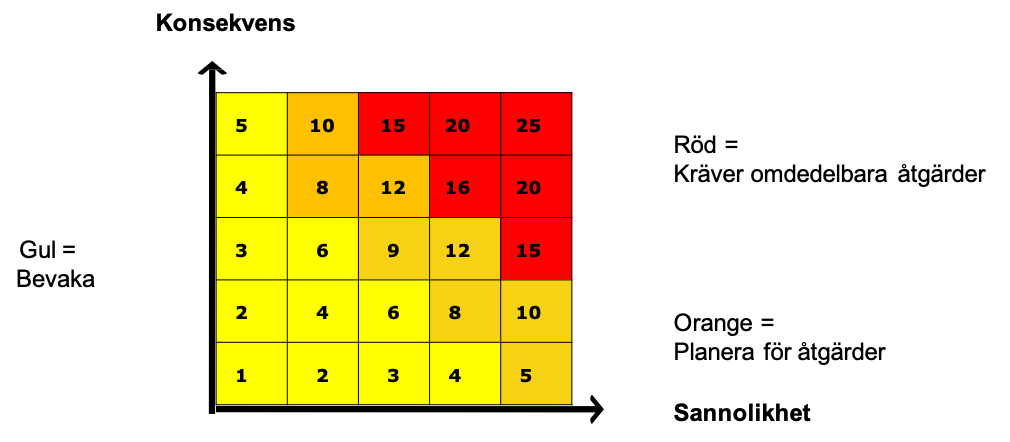 Konsekvens
5 10 15 20 25
4 8 12 16 20
3 6 9 12 15
2 4 6 8 10
1 2 3 4 5
Gul =
Bevaka
Röd =
Kräver omdedelbara åtgärder
Orange =
Planera för åtgärder
Sannolikhet